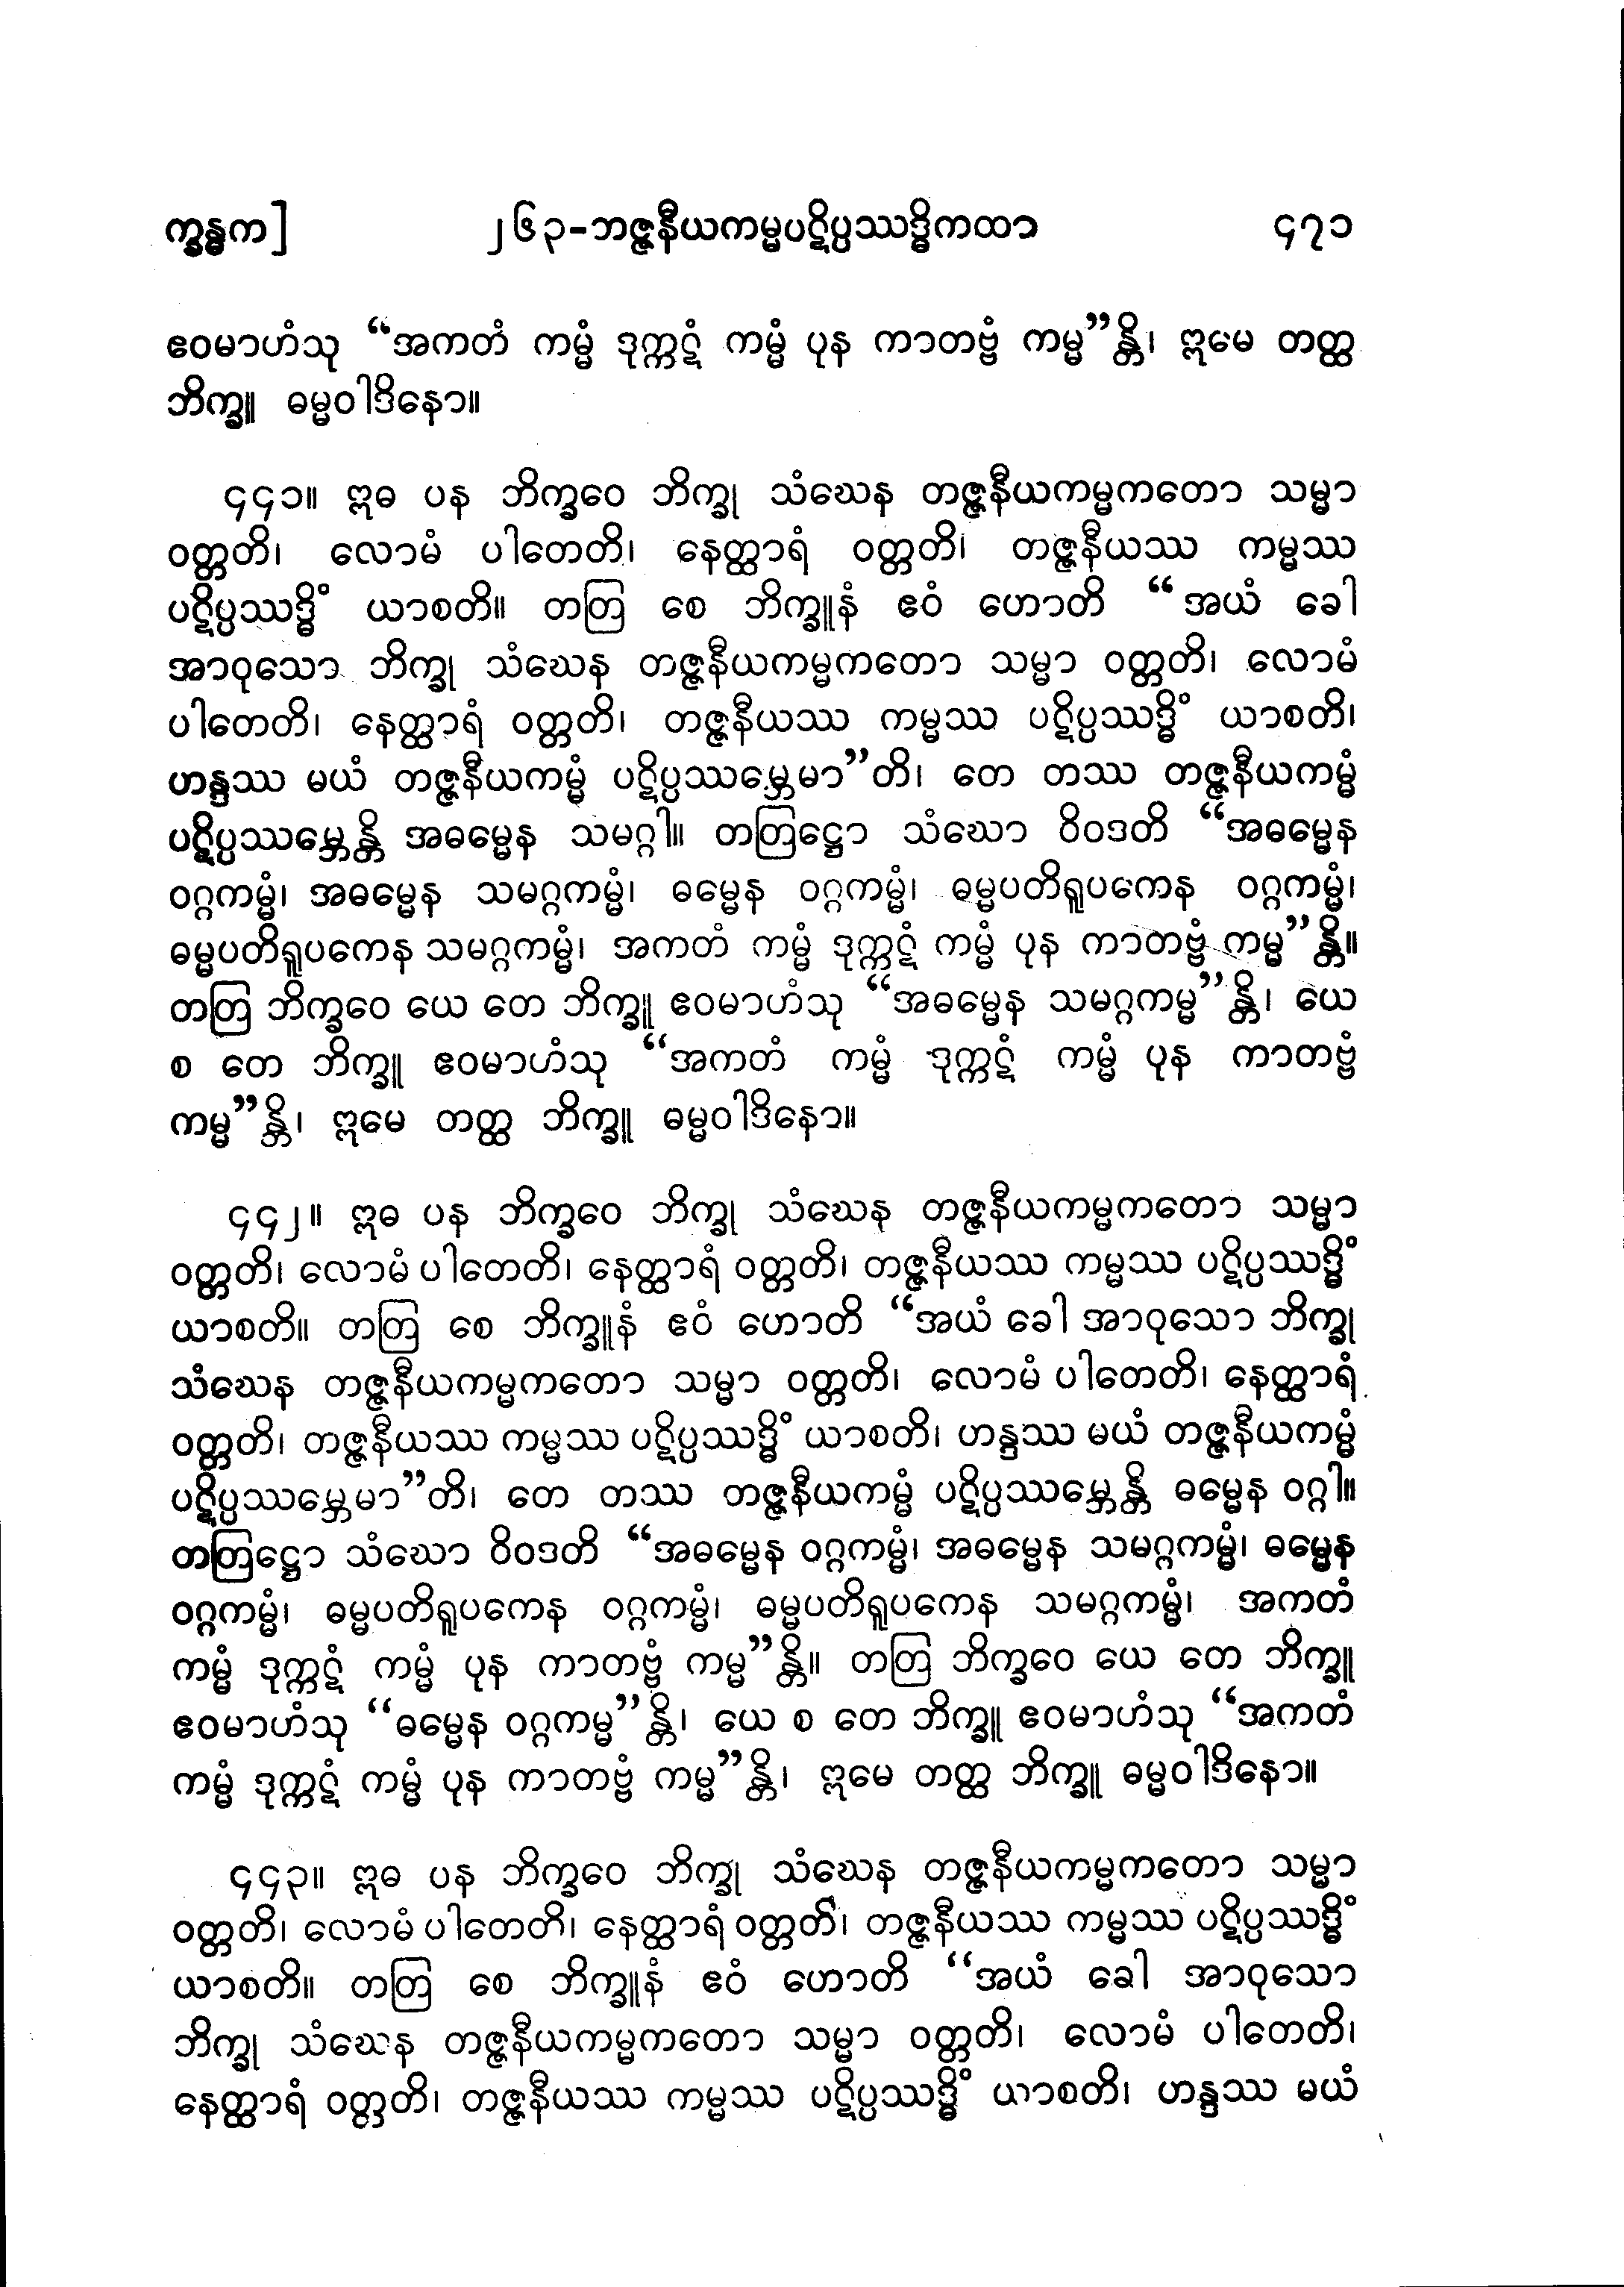 က္ခန္ဓက] ၂၆၃-ဘဇ္ဇနီယကမ္မပဋိပ္ပဿဒ္ဓိကထာ ၄၇၁
ဧဝမာဟံသု “အကတံ ကမ္မံ ဒုက္ကဋံ ကမ္မံ ပုန ကာတဗ္ဗံ ကမ္မ”န္တိ၊ ဣမေ တတ္ထ
ဘိက္ခူ ဓမ္မဝါဒိနော။
၄၄၁။ ဣဓ ပန ဘိက္ခဝေ ဘိက္ခု သံဃေန တဇ္ဇနီယကမ္မကတော သမ္မာ
ဝတ္တတိ၊ လောမံ ပါတေတိ၊ နေတ္ထာရံ ဝတ္တတိ၊ တဇ္ဇနီယဿ ကမ္မဿ
ပဋိပ္ပဿဒ္ဓိံ ယာစတိ။ တတြ စေ ဘိက္ခူနံ ဧဝံ ဟောတိ “အယံ ခေါ
အာဝုသော ဘိက္ခု သံဃေန တဇ္ဇနီယကမ္မကတော သမ္မာ ဝတ္တတိ၊ လောမံ
ပါတေတိ၊ နေတ္ထာရံ ဝတ္တတိ၊ တဇ္ဇနီယဿ ကမ္မဿ ပဋိပ္ပဿဒ္ဓိံ ယာစတိ၊
ဟန္ဒဿ မယံ တဇ္ဇနီယကမ္မံ ပဋိပ္ပဿမ္ဘေမာ”တိ၊ တေ တဿ တဇ္ဇနီယကမ္မံ
ပဋိပ္ပဿမ္ဘေန္တိ အဓမ္မေန သမဂ္ဂါ။ တတြဋ္ဌော သံဃော ဝိဝဒတိ “အဓမ္မေန
ဝဂ္ဂကမ္မံ၊ အဓမ္မေန သမဂ္ဂကမ္မံ၊ ဓမ္မေန ဝဂ္ဂကမ္မံ၊ ဓမ္မပတိရူပကေန ဝဂ္ဂကမ္မံ၊
ဓမ္မပတိရူပကေန သမဂ္ဂကမ္မံ၊ အကတံ ကမ္မံ ဒုက္ကဋံ ကမ္မံ ပုန ကာတဗ္ဗံ ကမ္မ”န္တိ။
တတြ ဘိက္ခဝေ ယေ တေ ဘိက္ခူ ဧဝမာဟံသု “အဓမ္မေန သမဂ္ဂကမ္မ”န္တိ၊ ယေ
စ တေ ဘိက္ခူ ဧဝမာဟံသု “အကတံ ကမ္မံ ဒုက္ကဋံ ကမ္မံ ပုန ကာတဗ္ဗံ
ကမ္မ”န္တိ၊ ဣမေ တတ္ထ ဘိက္ခူ ဓမ္မဝါဒိနော။
၄၄၂။ ဣဓ ပန ဘိက္ခဝေ ဘိက္ခု သံဃေန တဇ္ဇနီယကမ္မကတော သမ္မာ
ဝတ္တတိ၊ လောမံ ပါတေတိ၊ နေတ္ထာရံ ဝတ္တတိ၊ တဇ္ဇနီယဿ ကမ္မဿ ပဋိပ္ပဿဒ္ဓိံ
ယာစတိ။ တတြ စေ ဘိက္ခူနံ ဧဝံ ဟောတိ “အယံ ခေါ အာဝုသော ဘိက္ခု
သံဃေန တဇ္ဇနီယကမ္မကတော သမ္မာ ဝတ္တတိ၊ လောမံ ပါတေတိ၊ နေတ္ထာရံ
ဝတ္တတိ၊ တဇ္ဇနီယဿ ကမ္မဿ ပဋိပ္ပဿဒ္ဓိံ ယာစတိ၊ ဟန္ဒဿ မယံ တဇ္ဇနီယကမ္မံ
ပဋိပ္ပဿမ္ဘေမာ”တိ၊ တေ တဿ တဇ္ဇနီယကမ္မံ ပဋိပ္ပဿမ္ဘေန္တိ ဓမ္မေန ဝဂ္ဂါ။
တတြဋ္ဌော သံဃော ဝိဝဒတိ “အဓမ္မေန ဝဂ္ဂကမ္မံ၊ အဓမ္မေန သမဂ္ဂကမ္မံ၊ ဓမ္မေန
ဝဂ္ဂကမ္မံ၊ ဓမ္မပတိရူပကေန ဝဂ္ဂကမ္မံ၊ ဓမ္မပတိရူပကေန သမဂ္ဂကမ္မံ၊ အကတံ
ကမ္မံ ဒုက္ကဋံ ကမ္မံ ပုန ကာတဗ္ဗံ ကမ္မ”န္တိ။ တတြ ဘိက္ခဝေ ယေ တေ ဘိက္ခူ
ဧဝမာဟံသု “ဓမ္မေန ဝဂ္ဂကမ္မ”န္တိ၊ ယေ စ တေ ဘိက္ခူ ဧဝမာဟံသု “အကတံ
ကမ္မံ ဒုက္ကဋံ ကမ္မံ ပုန ကာတဗ္ဗံ ကမ္မ”န္တိ၊ ဣမေ တတ္ထ ဘိက္ခူ ဓမ္မဝါဒိနော။
၄၄၃။ ဣဓ ပန ဘိက္ခဝေ ဘိက္ခု သံဃေန တဇ္ဇနီယကမ္မကတော သမ္မာ
ဝတ္တတိ၊ လောမံ ပါတေတိ၊ နေတ္ထာရံ ဝတ္တတိ၊ တဇ္ဇနီယဿ ကမ္မဿ ပဋိပ္ပဿဒ္ဓိံ
ယာစတိ။ တတြ စေ ဘိက္ခူနံ ဧဝံ ဟောတိ “အယံ ခေါ အာဝုသော
ဘိက္ခု သံဃေန တဇ္ဇနီယကမ္မကတော သမ္မာ ဝတ္တတိ၊ လောမံ ပါတေတိ၊
နေတ္ထာရံ ဝတ္တတိ၊ တဇ္ဇနီယဿ ကမ္မဿ ပဋိပ္ပဿဒ္ဓိံ ယာစတိ၊ ဟန္ဒဿ မယံ